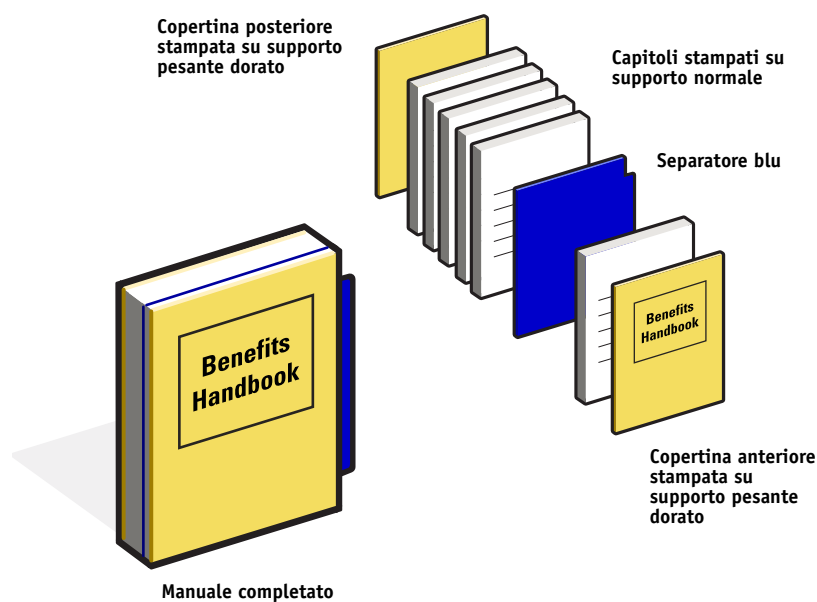 Copertina posteriore
stampata su supporto
pesante dorato
Capitoli stampati su
supporto normale
Separatore blu
Benefits
Handbook
Benefits
Handbook
Copertina anteriore
stampata su
supporto pesante
dorato
Manuale completato